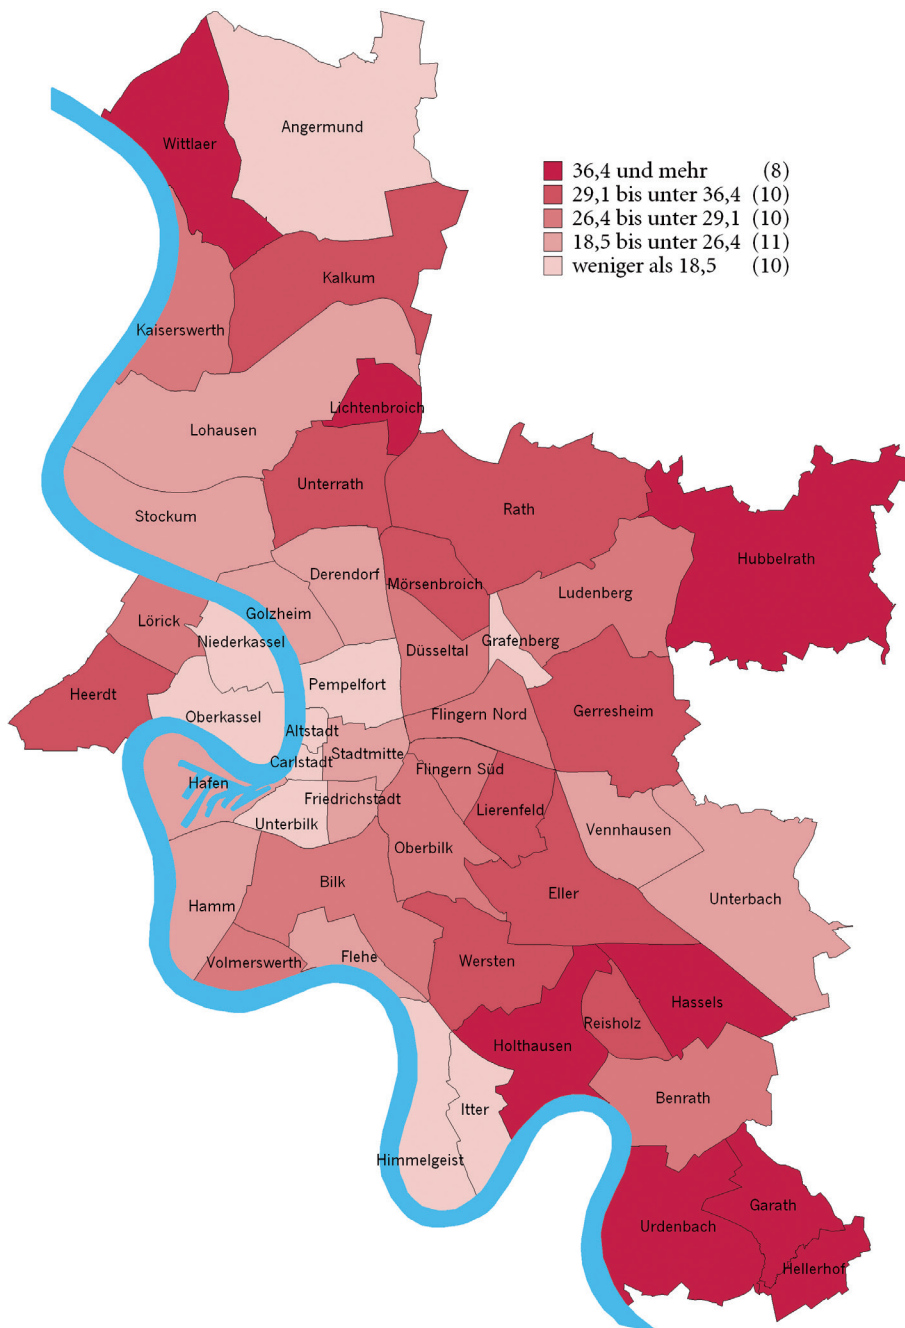 Angermund
Wittlaer
36,4 und mehr (8)
29,1 bis unter 36,4 (10)
26,4 bis unter 29,1 (10)
18,5 bis unter 26,4 (11)
weniger als 18,5 (10)
Kalkum
Kaiserswerth
Lichtenbroich
Lohausen
Unterrath
Rath
Stockum
Hubbelrath
Derendorf
Mörsenbroich
Ludenberg
Golzheim
Lörick
Niederkassel
Grafenberg
Düsseltal
Pempelfort
Heerdt
Gerresheim
Oberkassel
Flingern Nord
Altstadt
Stadtmitte
Carlstadt
Flingern Süd
Hafen
Friedrichstadt
Lierenfeld
Unterbilk
Vennhausen
Oberbilk
Bilk
Eller
Unterbach
Hamm
Flehe
Volmerswerth
Wersten
Hassels
Reisholz
Holthausen
Benrath
Itter
Himmelgeist
Garath
Urdenbach
Hellerhof